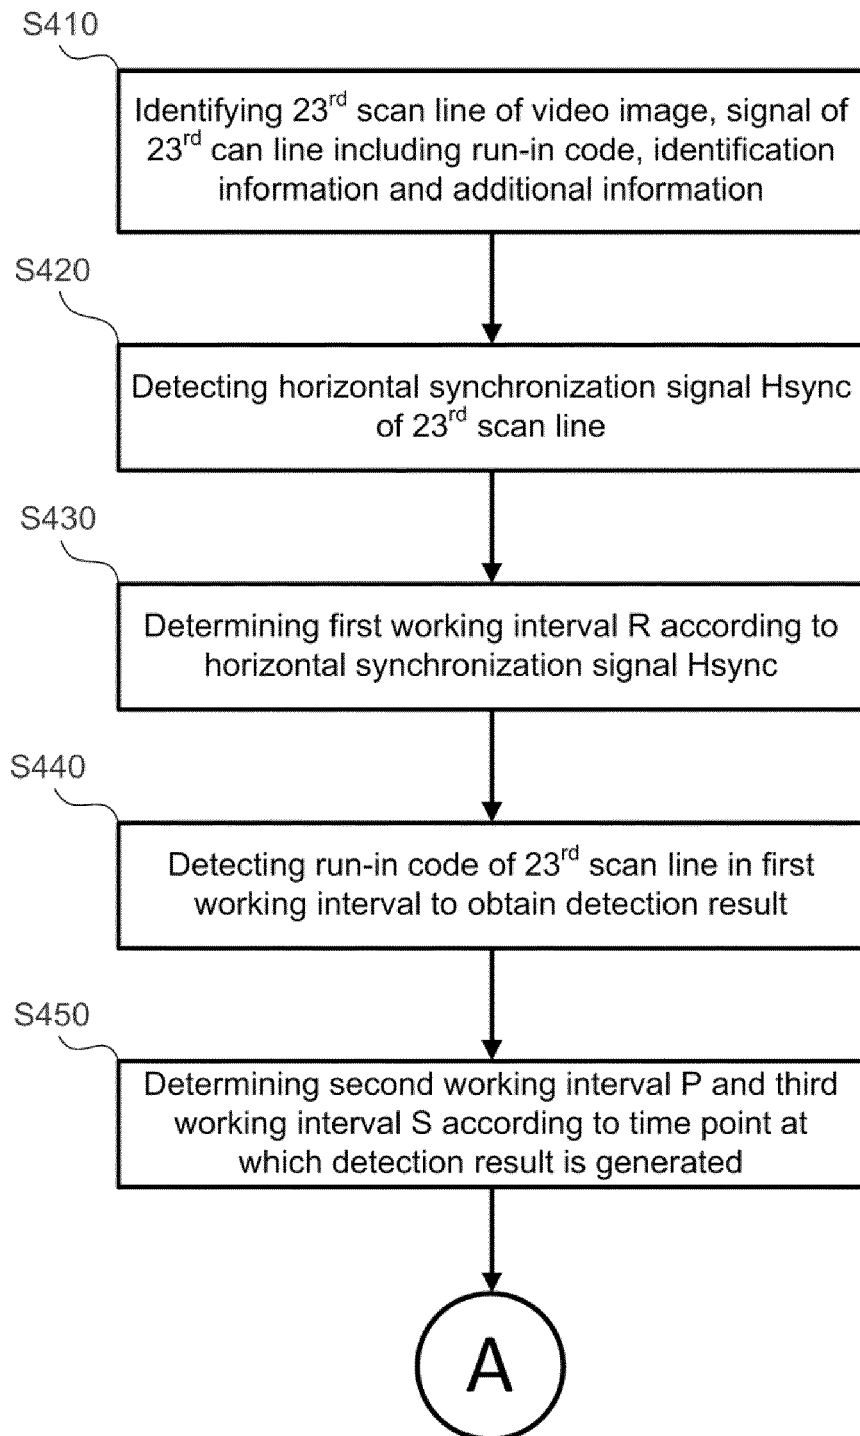 S410
Identifying 23rd scan line of video image, signal of
23rd can line including run-in code, identification
information and additional information
S420
Detecting horizontal synchronization signal Hsync
of 23rd scan line
S430
Determining first working interval R according to
horizontal synchronization signal Hsync
S440
Detecting run-in code of 23rd scan line in first
working interval to obtain detection result
S450
Determining second working interval P and third
working interval S according to time point at
which detection result is generated
A